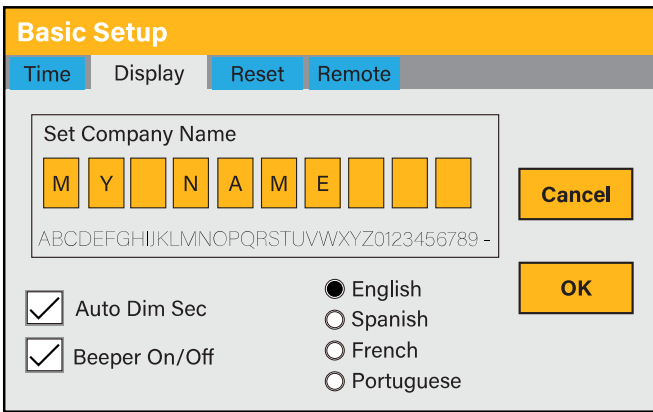 Basic Setup
Time Display Reset Remote
Set Company Name
M Y N A M E
ABCDEFGHIJKLMNOPQRSTUVWXYZ0123456789 -
Cancel
Auto Dim Sec
Beeper On/Off
English
Spanish
French
Portuguese
OK